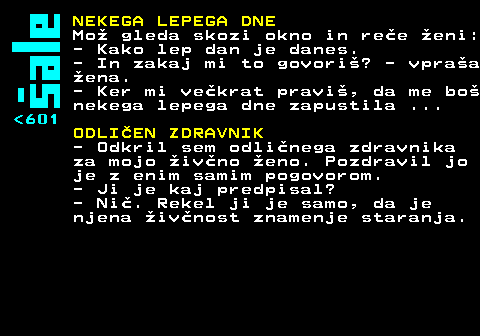 Šale
<601
NEKEGA LEPEGA DNE
Mož gleda skozi okno in reče ženi:
- Kako lep dan je danes.
- In zakaj mi to govoriš? - vpraša
žena.
- Ker mi večkrat praviš, da me boš
nekega lepega dne zapustila ...
ODLIČEN ZDRAVNIK
- Odkril sem odličnega zdravnika
za mojo živčno ženo. Pozdravil jo
je z enim samim pogovorom.
- Ji je kaj predpisal?
- Nič. Rekel ji je samo, da je
njena živčnost znamenje staranja.